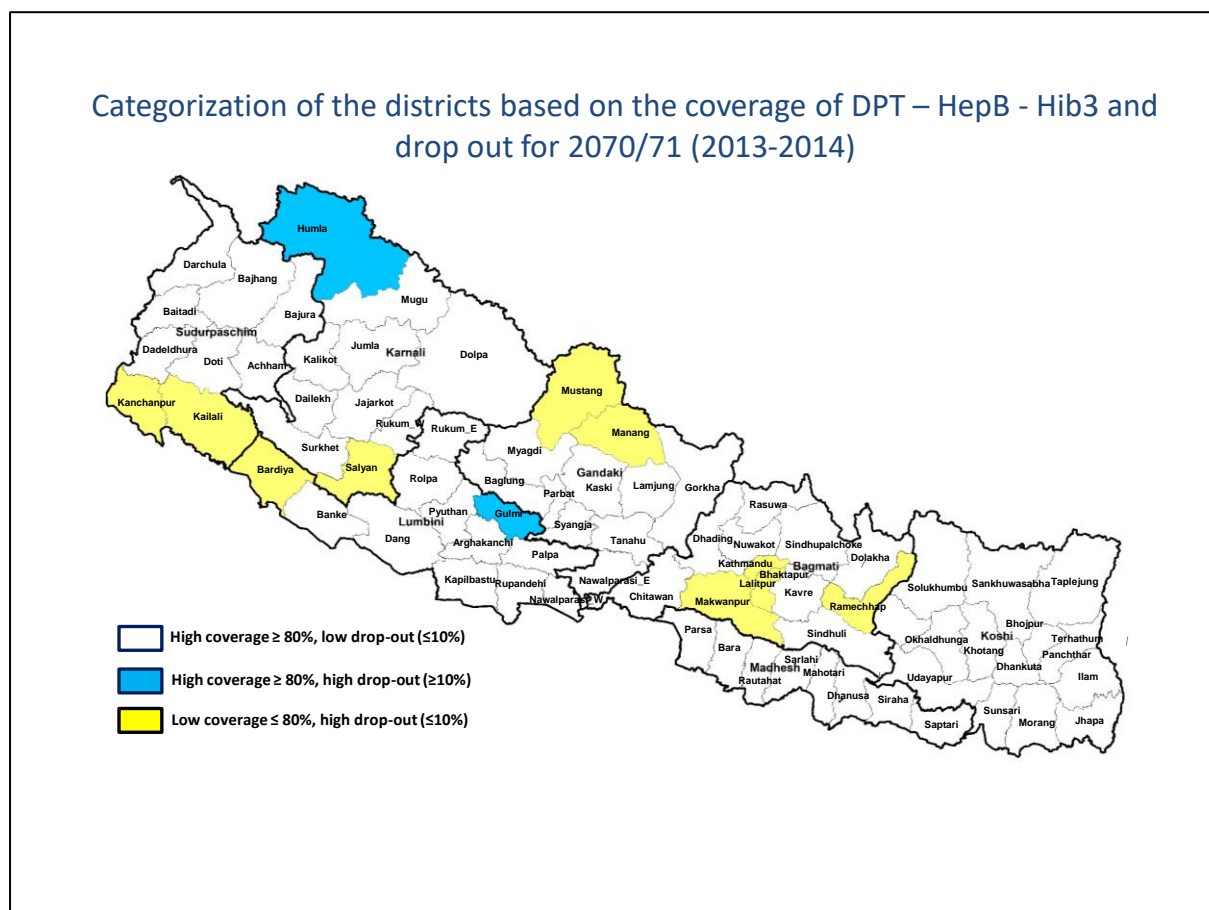 Categorization of the districts based on the coverage of DPT – HepB - Hib3 and
drop out for 2070/71 (2013-2014)
Humla
Darchula
Bajhang
Mugu
Baitadi
Bajura
Sudurpaschim
Dadeldhura
Doti
Achham
Kalikot
Jumla
Karnali
Dolpa
Kanchanpur
Kailali
Dailekh
Jajarkot
Rukum_W
Rukum_E
Mustang
Manang
Surkhet
Salyan
Bardiya
Myagdi
Rolpa
Baglung
Gandaki
Kaski
Lamjung
Gorkha
Parbat
Banke
Pyuthan
Lumbini
Gulmi
Syangja
Rasuwa
Dang
Arghakanchi
Palpa
Tanahu
Dhading
Nuwakot
Sindhupalchoke
Dolakha
Kathmandu
Bhaktapur
Bagmati
Lalitpur
Kavre
Kapilbastu
Rupandehl
Nawalparasi_E
Nawalparasi_W
Chitawan
Makwanpur
Ramechhap
Solukhumbu
Sankhuwasabha
Taplejung
Parsa
Bara
Sindhuli
Okhaldhunga
Bhojpur
Koshi
Khotang
Terhathum
Panchthar
Dhankuta
Ilam
Madhesh
Sarlahi
Rautahat
Mahotari
Dhanusa
Siraha
Udayapur
Saptari
Sunsari
Morang
Jhapa
High coverage ≥ 80%, low drop-out (≤10%)
High coverage ≥ 80%, high drop-out (≥10%)
Low coverage ≤ 80%, high drop-out (≤10%)